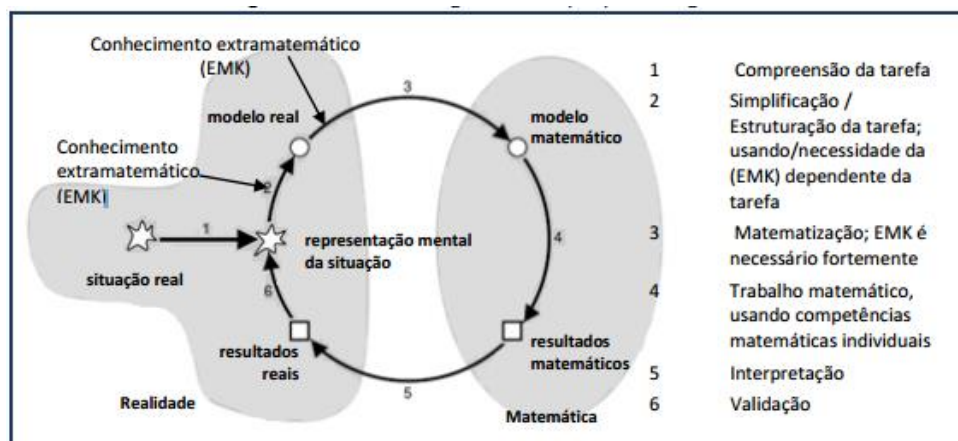 Conhecimento extramatemático
(EMK)
3
modelo real
modelo
matemático
Conhecimento
extramatemático
(EMK)
2
1
4
representação mental
da situação
situação real
6
resultados
reais
resultados
matemáticos
5
Realidade
Matemática
1 Compreensão da tarefa
2 Simplificação /
Estruturação da tarefa;
usando/necessidade da
(EMK) dependente da
tarefa
3 Matematização; EMK é
necessário fortemente
4 Trabalho matemático,
usando competências
matemáticas individuais
5 Interpretação
6 Validação